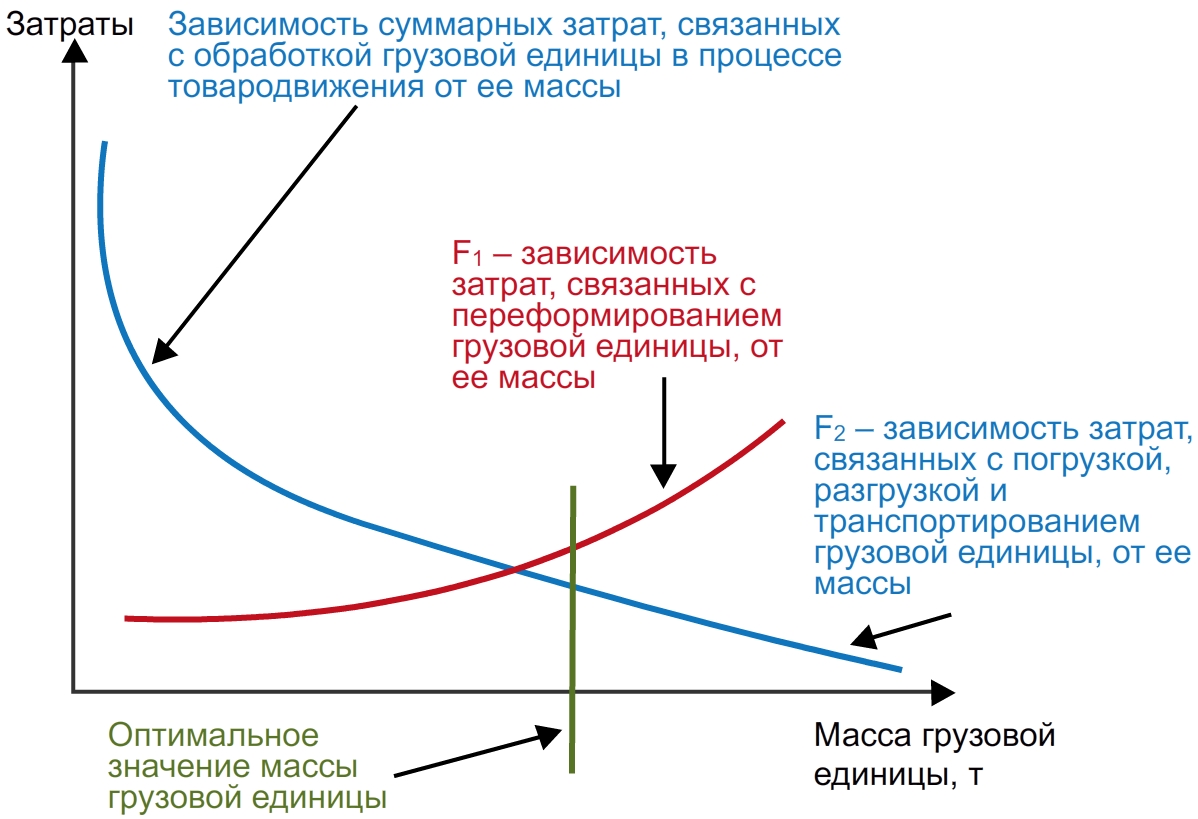 Затраты
Зависимость суммарных затрат, связанных
с обработкой грузовой единицы в процессе
товародвижения от ее массы
F₁ – зависимость
затрат, связанных с
переформированием
грузовой единицы, от
ее массы
F₂ – зависимость затрат,
связанных с погрузкой,
разгрузкой и
транспортированием
грузовой единицы, от ее
массы
Оптимальное
значение массы
грузовой единицы
Масса грузовой
единицы, т